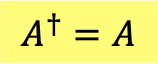 A† = A